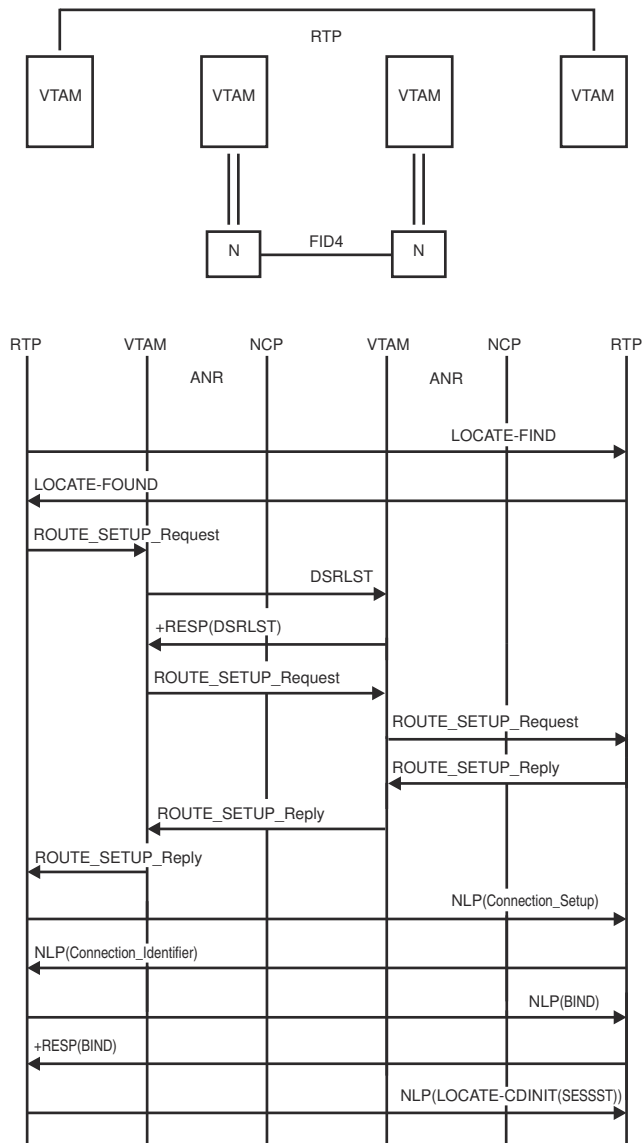 RTP
VTAM VTAM VTAM VTAM
N FID4 N
RTP VTAM NCP VTAM NCP RTP
ANR ANR
LOCATE-FIND
LOCATE-FOUND
ROUTE_SETUP_Request
DSRLST
+RESP(DSRLST)
ROUTE_SETUP_Request
ROUTE_SETUP_Request
ROUTE_SETUP_Reply
ROUTE_SETUP_Reply
ROUTE_SETUP_Reply
NLP(Connection_Setup)
NLP(Connection_Identifier)
NLP(BIND)
+RESP(BIND)
NLP(LOCATE-CDINIT(SESSST))